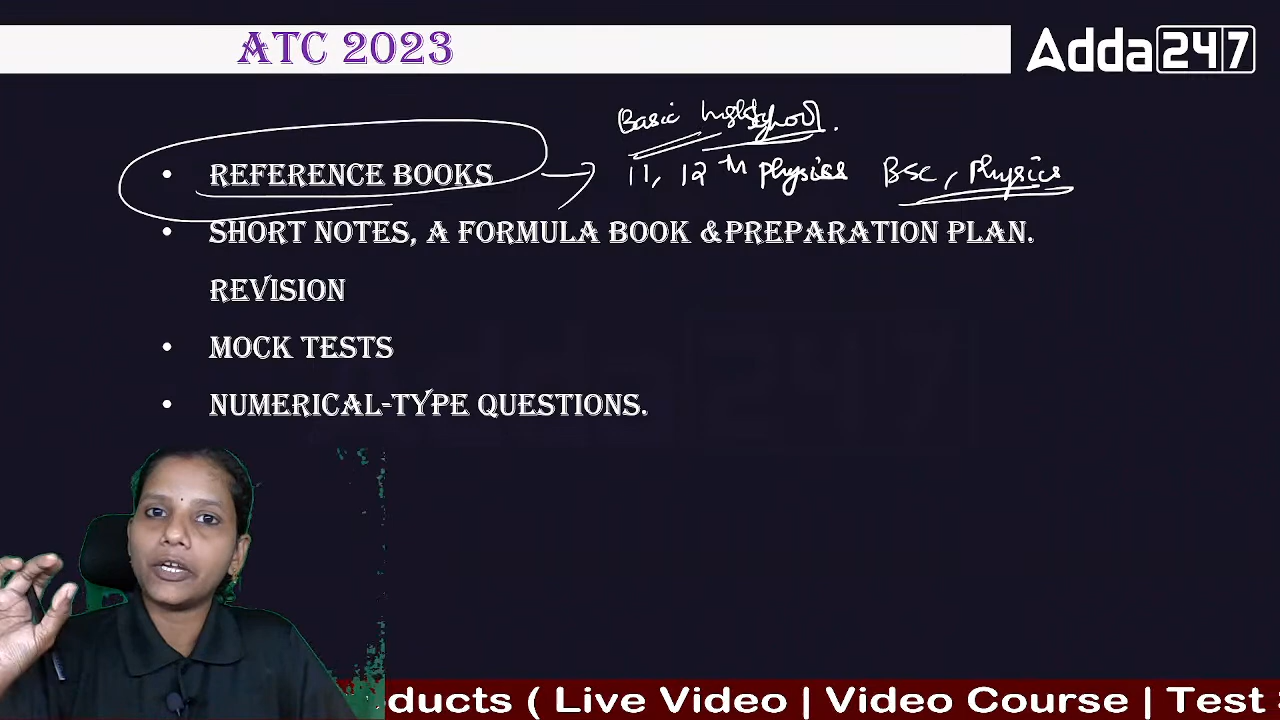 ATC 2023
Adda247
Basic high school.
• REFERENCE BOOKS → 11, 12th physics BSC, physics
• SHORT NOTES, A FORMULA BOOK &PREPARATION PLAN.
REVISION
• MOCK TESTS
• NUMERICAL-TYPE QUESTIONS.
ducts ( Live Video | Video Course | Test